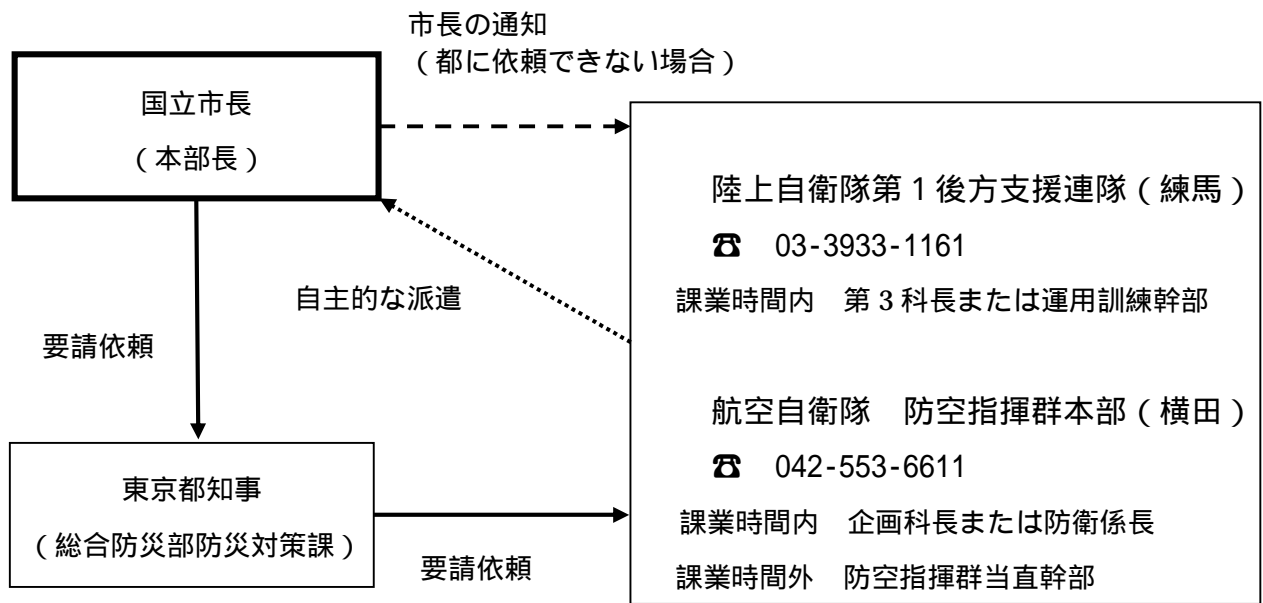 市長の通知
（都に依頼できない場合）
国立市長
（本部長）
陸上自衛隊第１後方支援連隊（練馬）
☎　03-3933-1161
課業時間内　第３科長または運用訓練幹部
自主的な派遣
要請依頼
航空自衛隊　防空指揮群本部（横田）
☎　042-553-6611
課業時間内　企画科長または防衛係長
課業時間外　防空指揮群当直幹部
東京都知事
（総合防災部防災対策課）
要請依頼